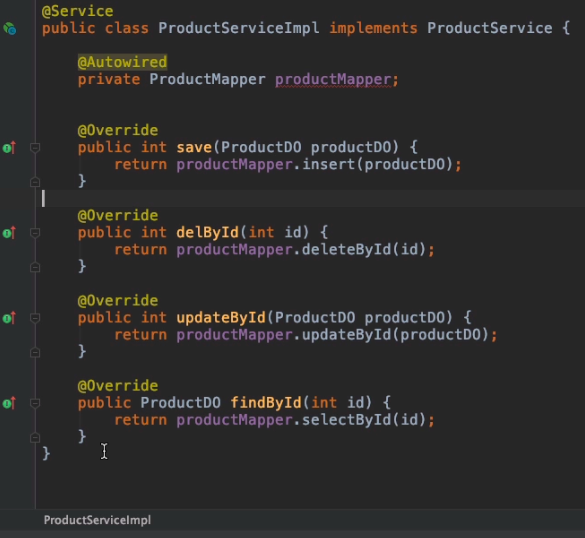 @Service
public class ProductServiceImpl implements ProductService {
@Autowired
private ProductMapper productMapper;
@Override
public int save(ProductDO productDO) {
return productMapper.insert(productDO);
}
@Override
public int delById(int id) {
return productMapper.deleteById(id);
}
@Override
public int updateById(ProductDO productDO) {
return productMapper.updateById(productDO);
}
@Override
public ProductDO findById(int id) {
return productMapper.selectById(id);
}
}
ProductServiceImpl